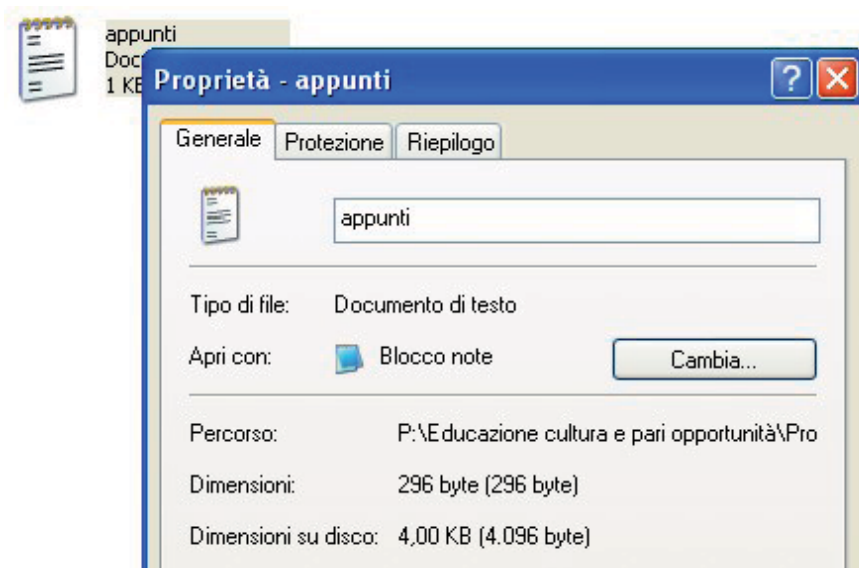 appunti
Doc
1 KB
Proprietà - appunti
Generale Protezione Riepilogo
appunti
Tipo di file: Documento di testo
Apri con: Blocco note Cambia...
Percorso: P:\Educazione cultura e pari opportunità\Pro
Dimensioni: 296 byte (296 byte)
Dimensioni su disco: 4,00 KB (4.096 byte)